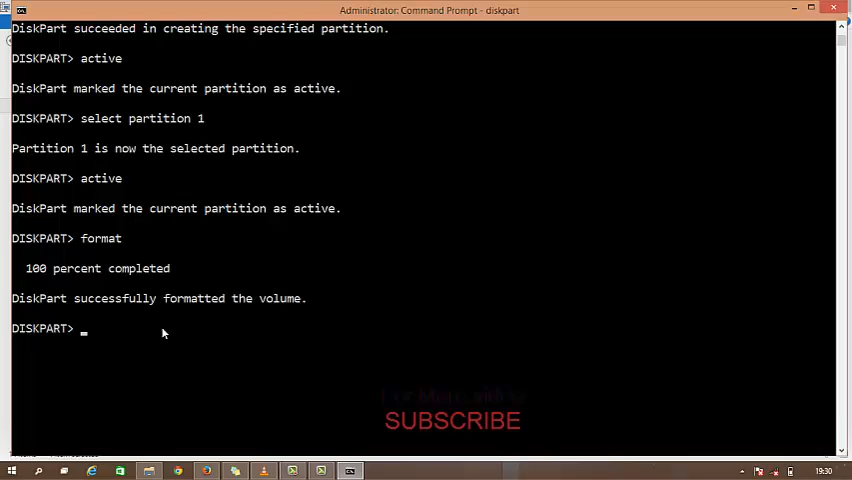 Administrator: Command Prompt - diskpart
DiskPart succeeded in creating the specified partition.
DISKPART> active
DiskPart marked the current partition as active.
DISKPART> select partition 1
Partition 1 is now the selected partition.
DISKPART> active
DiskPart marked the current partition as active.
DISKPART> format
100 percent completed
DiskPart successfully formatted the volume.
DISKPART> _
SUBSCRIBE
19:30